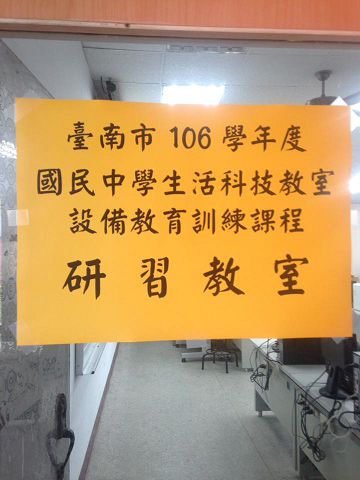 臺南市 106 學年度
國民中學生活科技教室
設備教育訓練課程
研習教室